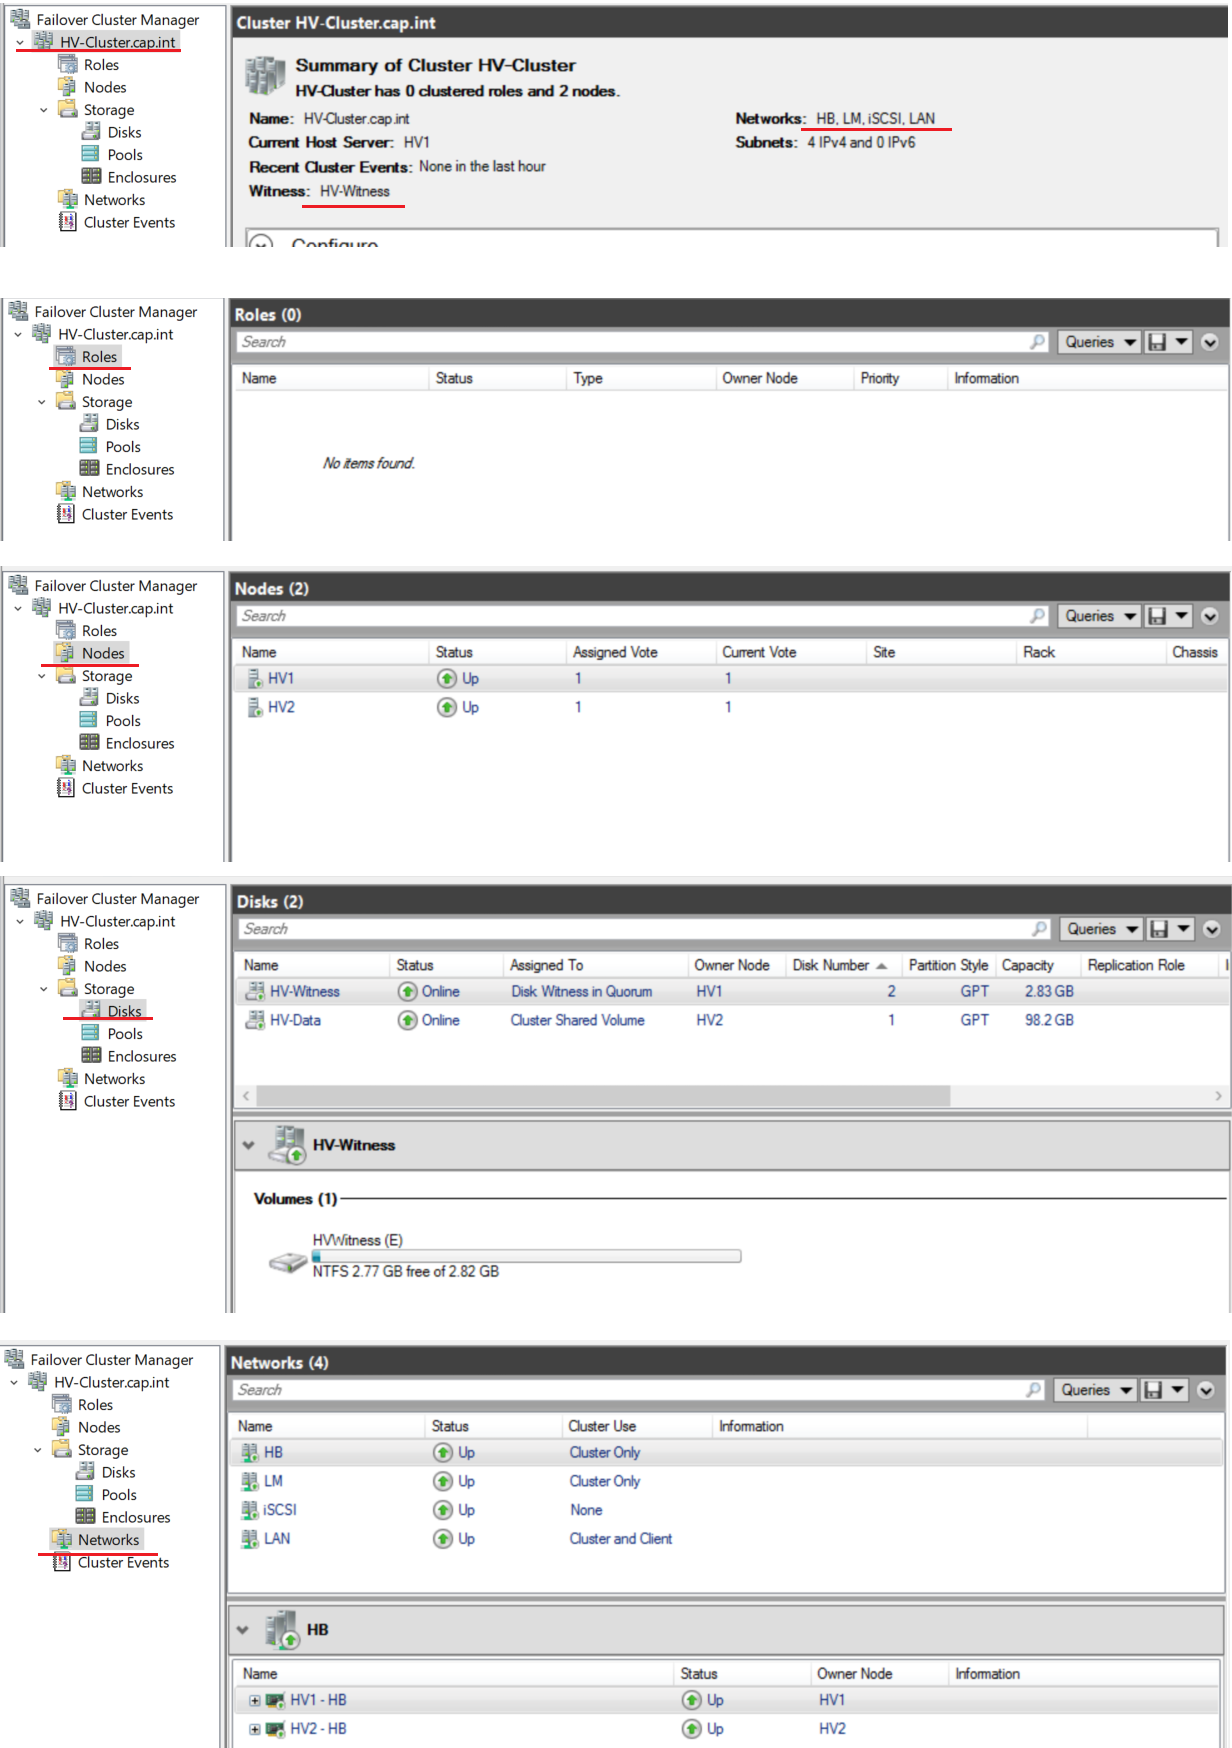 Failover Cluster Manager
HV-Cluster.cap.int
Roles
Nodes
Storage
Disks
Pools
Enclosures
Networks
Cluster Events
Cluster HV-Cluster.cap.int
Summary of Cluster HV-Cluster
HV-Cluster has 0 clustered roles and 2 nodes.
Name: HV-Cluster.cap.int
Networks: HB, LM, iSCSI, LAN
Current Host Server: HV1
Subnets: 4 IPv4 and 0 IPv6
Recent Cluster Events: None in the last hour
Witness: HV-Witness
Configure
Failover Cluster Manager
HV-Cluster.cap.int
Roles
Nodes
Storage
Disks
Pools
Enclosures
Networks
Cluster Events
Roles (0)
Search Queries
Name Status Type Owner Node Priority Information
No items found.
Failover Cluster Manager
HV-Cluster.cap.int
Roles
Nodes
Storage
Disks
Pools
Enclosures
Networks
Cluster Events
Nodes (2)
Search Queries
Name Status Assigned Vote Current Vote Site Rack Chassis
HV1 Up 1 1
HV2 Up 1 1
Failover Cluster Manager
HV-Cluster.cap.int
Roles
Nodes
Storage
Disks
Pools
Enclosures
Networks
Cluster Events
Disks (2)
Search Queries
Name Status Assigned To Owner Node Disk Number Partition Style Capacity Replication Role
HV-Witness Online Disk Witness in Quorum HV1 2 GPT 2.83 GB
HV-Data Online Cluster Shared Volume HV2 1 GPT 98.2 GB
HV-Witness
Volumes (1)
HVWitness (E)
NTFS 2.77 GB free of 2.82 GB
Failover Cluster Manager
HV-Cluster.cap.int
Roles
Nodes
Storage
Disks
Pools
Enclosures
Networks
Cluster Events
Networks (4)
Search Queries
Name Status Cluster Use Information
HB Up Cluster Only
LM Up Cluster Only
iSCSI Up None
LAN Up Cluster and Client
HB
Name Status Owner Node Information
HV1 - HB Up HV1
HV2 - HB Up HV2